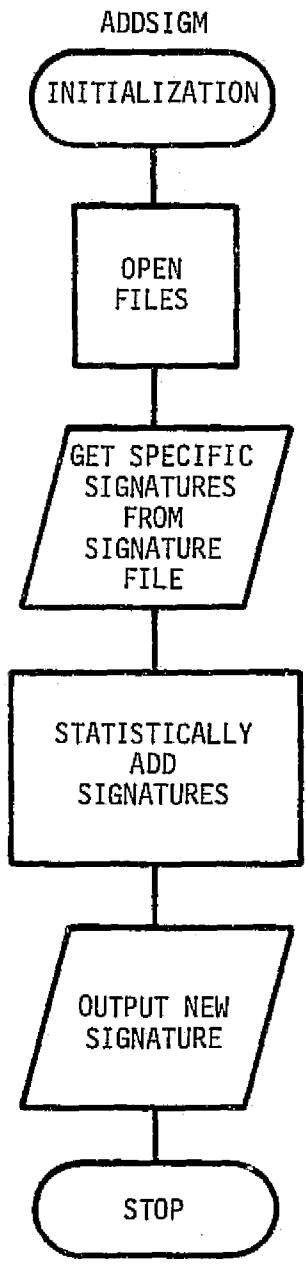 ADDSIGM
INITIALIZATION
OPEN
FILES
GET SPECIFIC
SIGNATURES
FROM
SIGNATURE
FILE
STATISTICALLY
ADD
SIGNATURES
OUTPUT NEW
SIGNATURE
STOP